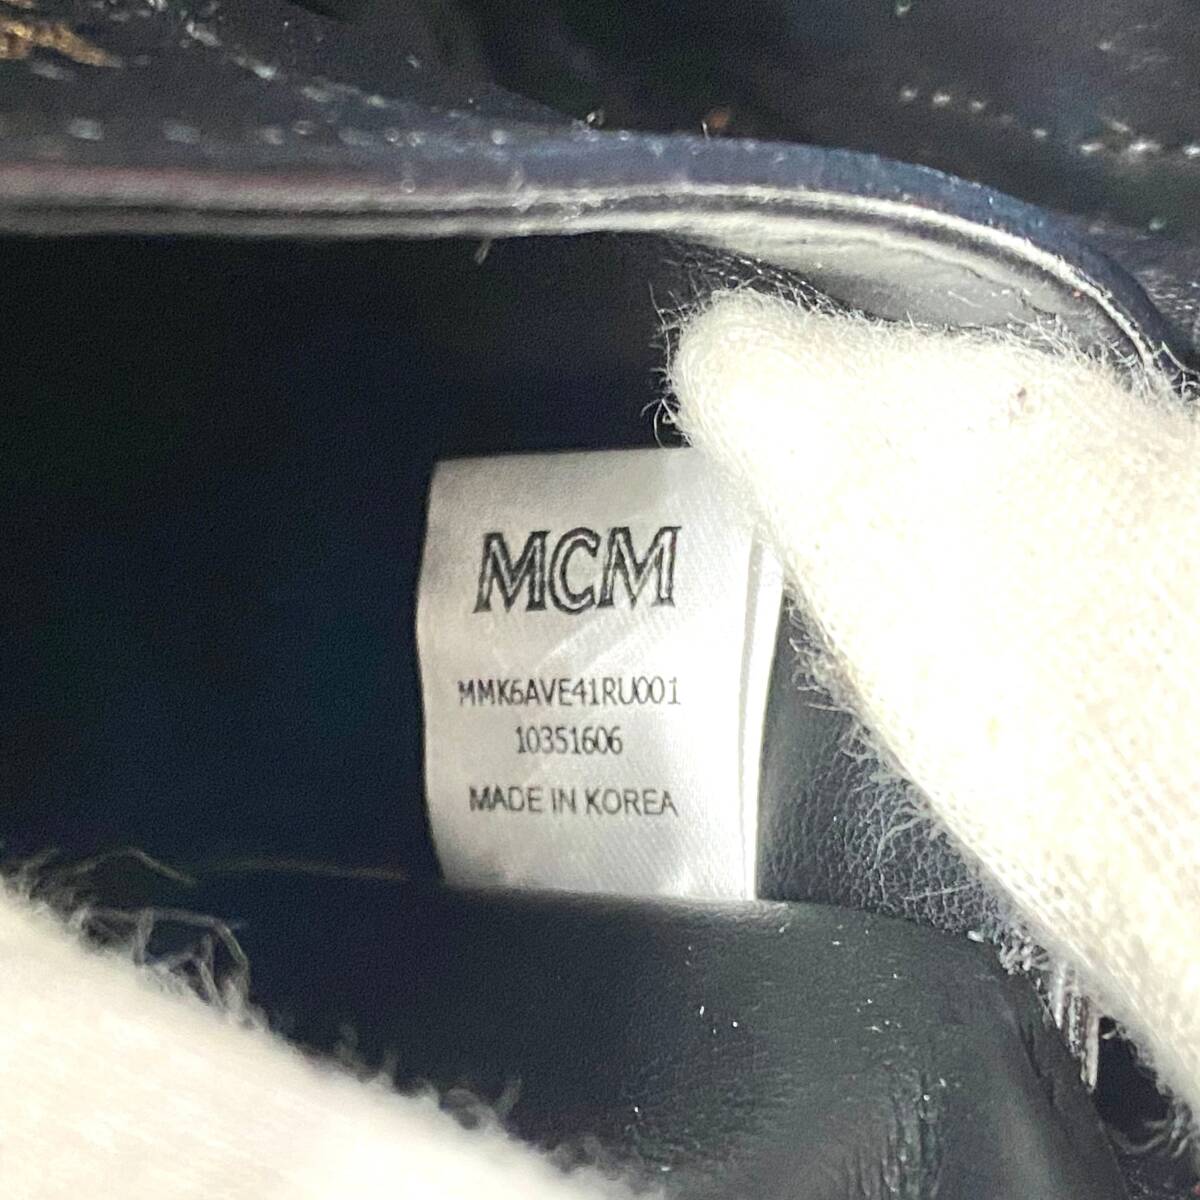 MCM
MMK6AVE41RU001
10351606
MADE IN KOREA